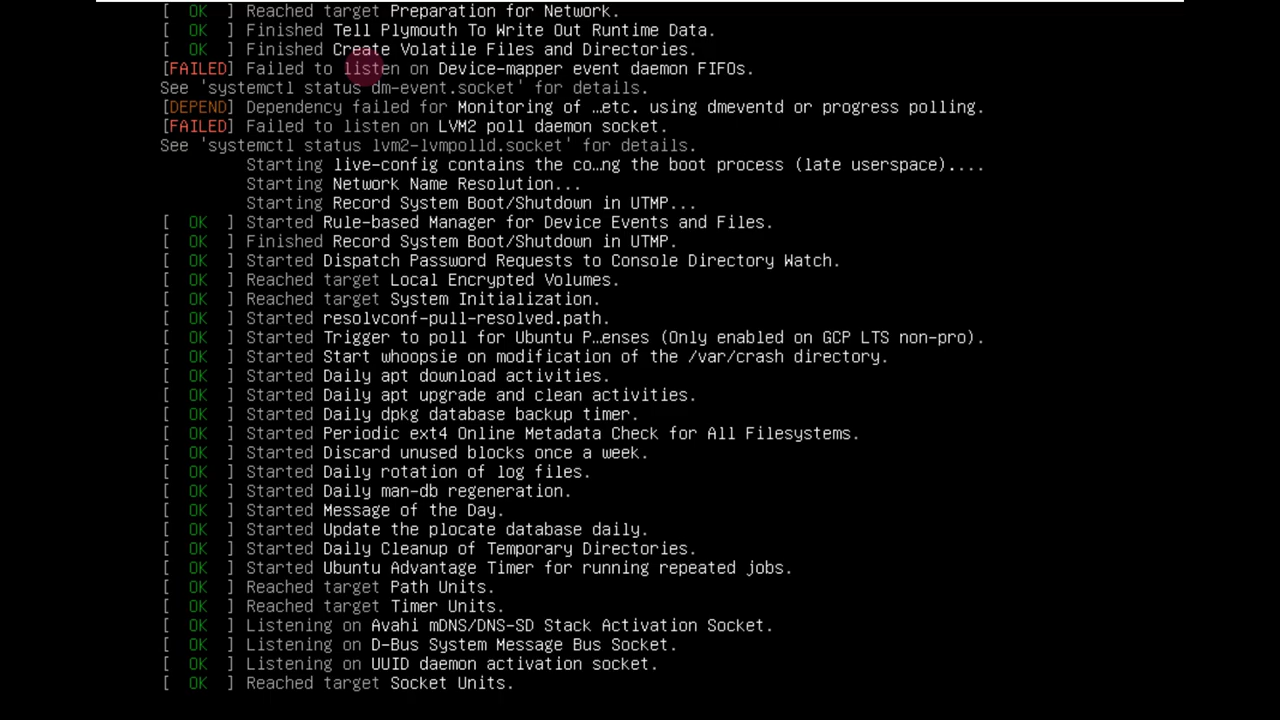 [  OK  ] Reached target Preparation for Network.
[  OK  ] Finished Tell Plymouth To Write Out Runtime Data.
[  OK  ] Finished Create Volatile Files and Directories.
[FAILED] Failed to listen on Device-mapper event daemon FIFOs.
See 'systemctl status dm-event.socket' for details.
[DEPEND] Dependency failed for Monitoring of …etc. using dmeventd or progress polling.
[FAILED] Failed to listen on LVM2 poll daemon socket.
See 'systemctl status lvm2-lvmpolld.socket' for details.
Starting live-config contains the co…ng the boot process (late userspace)....
Starting Network Name Resolution...
Starting Record System Boot/Shutdown in UTMP...
[  OK  ] Started Rule-based Manager for Device Events and Files.
[  OK  ] Finished Record System Boot/Shutdown in UTMP.
[  OK  ] Started Dispatch Password Requests to Console Directory Watch.
[  OK  ] Reached target Local Encrypted Volumes.
[  OK  ] Reached target System Initialization.
[  OK  ] Started resolvconf-pull-resolved.path.
[  OK  ] Started Trigger to poll for Ubuntu P…enses (Only enabled on GCP LTS non-pro).
[  OK  ] Started Start whoopsie on modification of the /var/crash directory.
[  OK  ] Started Daily apt download activities.
[  OK  ] Started Daily apt upgrade and clean activities.
[  OK  ] Started Daily dpkg database backup timer.
[  OK  ] Started Periodic ext4 Online Metadata Check for All Filesystems.
[  OK  ] Started Discard unused blocks once a week.
[  OK  ] Started Daily rotation of log files.
[  OK  ] Started Daily man-db regeneration.
[  OK  ] Started Message of the Day.
[  OK  ] Started Update the plocate database daily.
[  OK  ] Started Daily Cleanup of Temporary Directories.
[  OK  ] Started Ubuntu Advantage Timer for running repeated jobs.
[  OK  ] Reached target Path Units.
[  OK  ] Reached target Timer Units.
[  OK  ] Listening on Avahi mDNS/DNS-SD Stack Activation Socket.
[  OK  ] Listening on D-Bus System Message Bus Socket.
[  OK  ] Listening on UUID daemon activation socket.
[  OK  ] Reached target Socket Units.